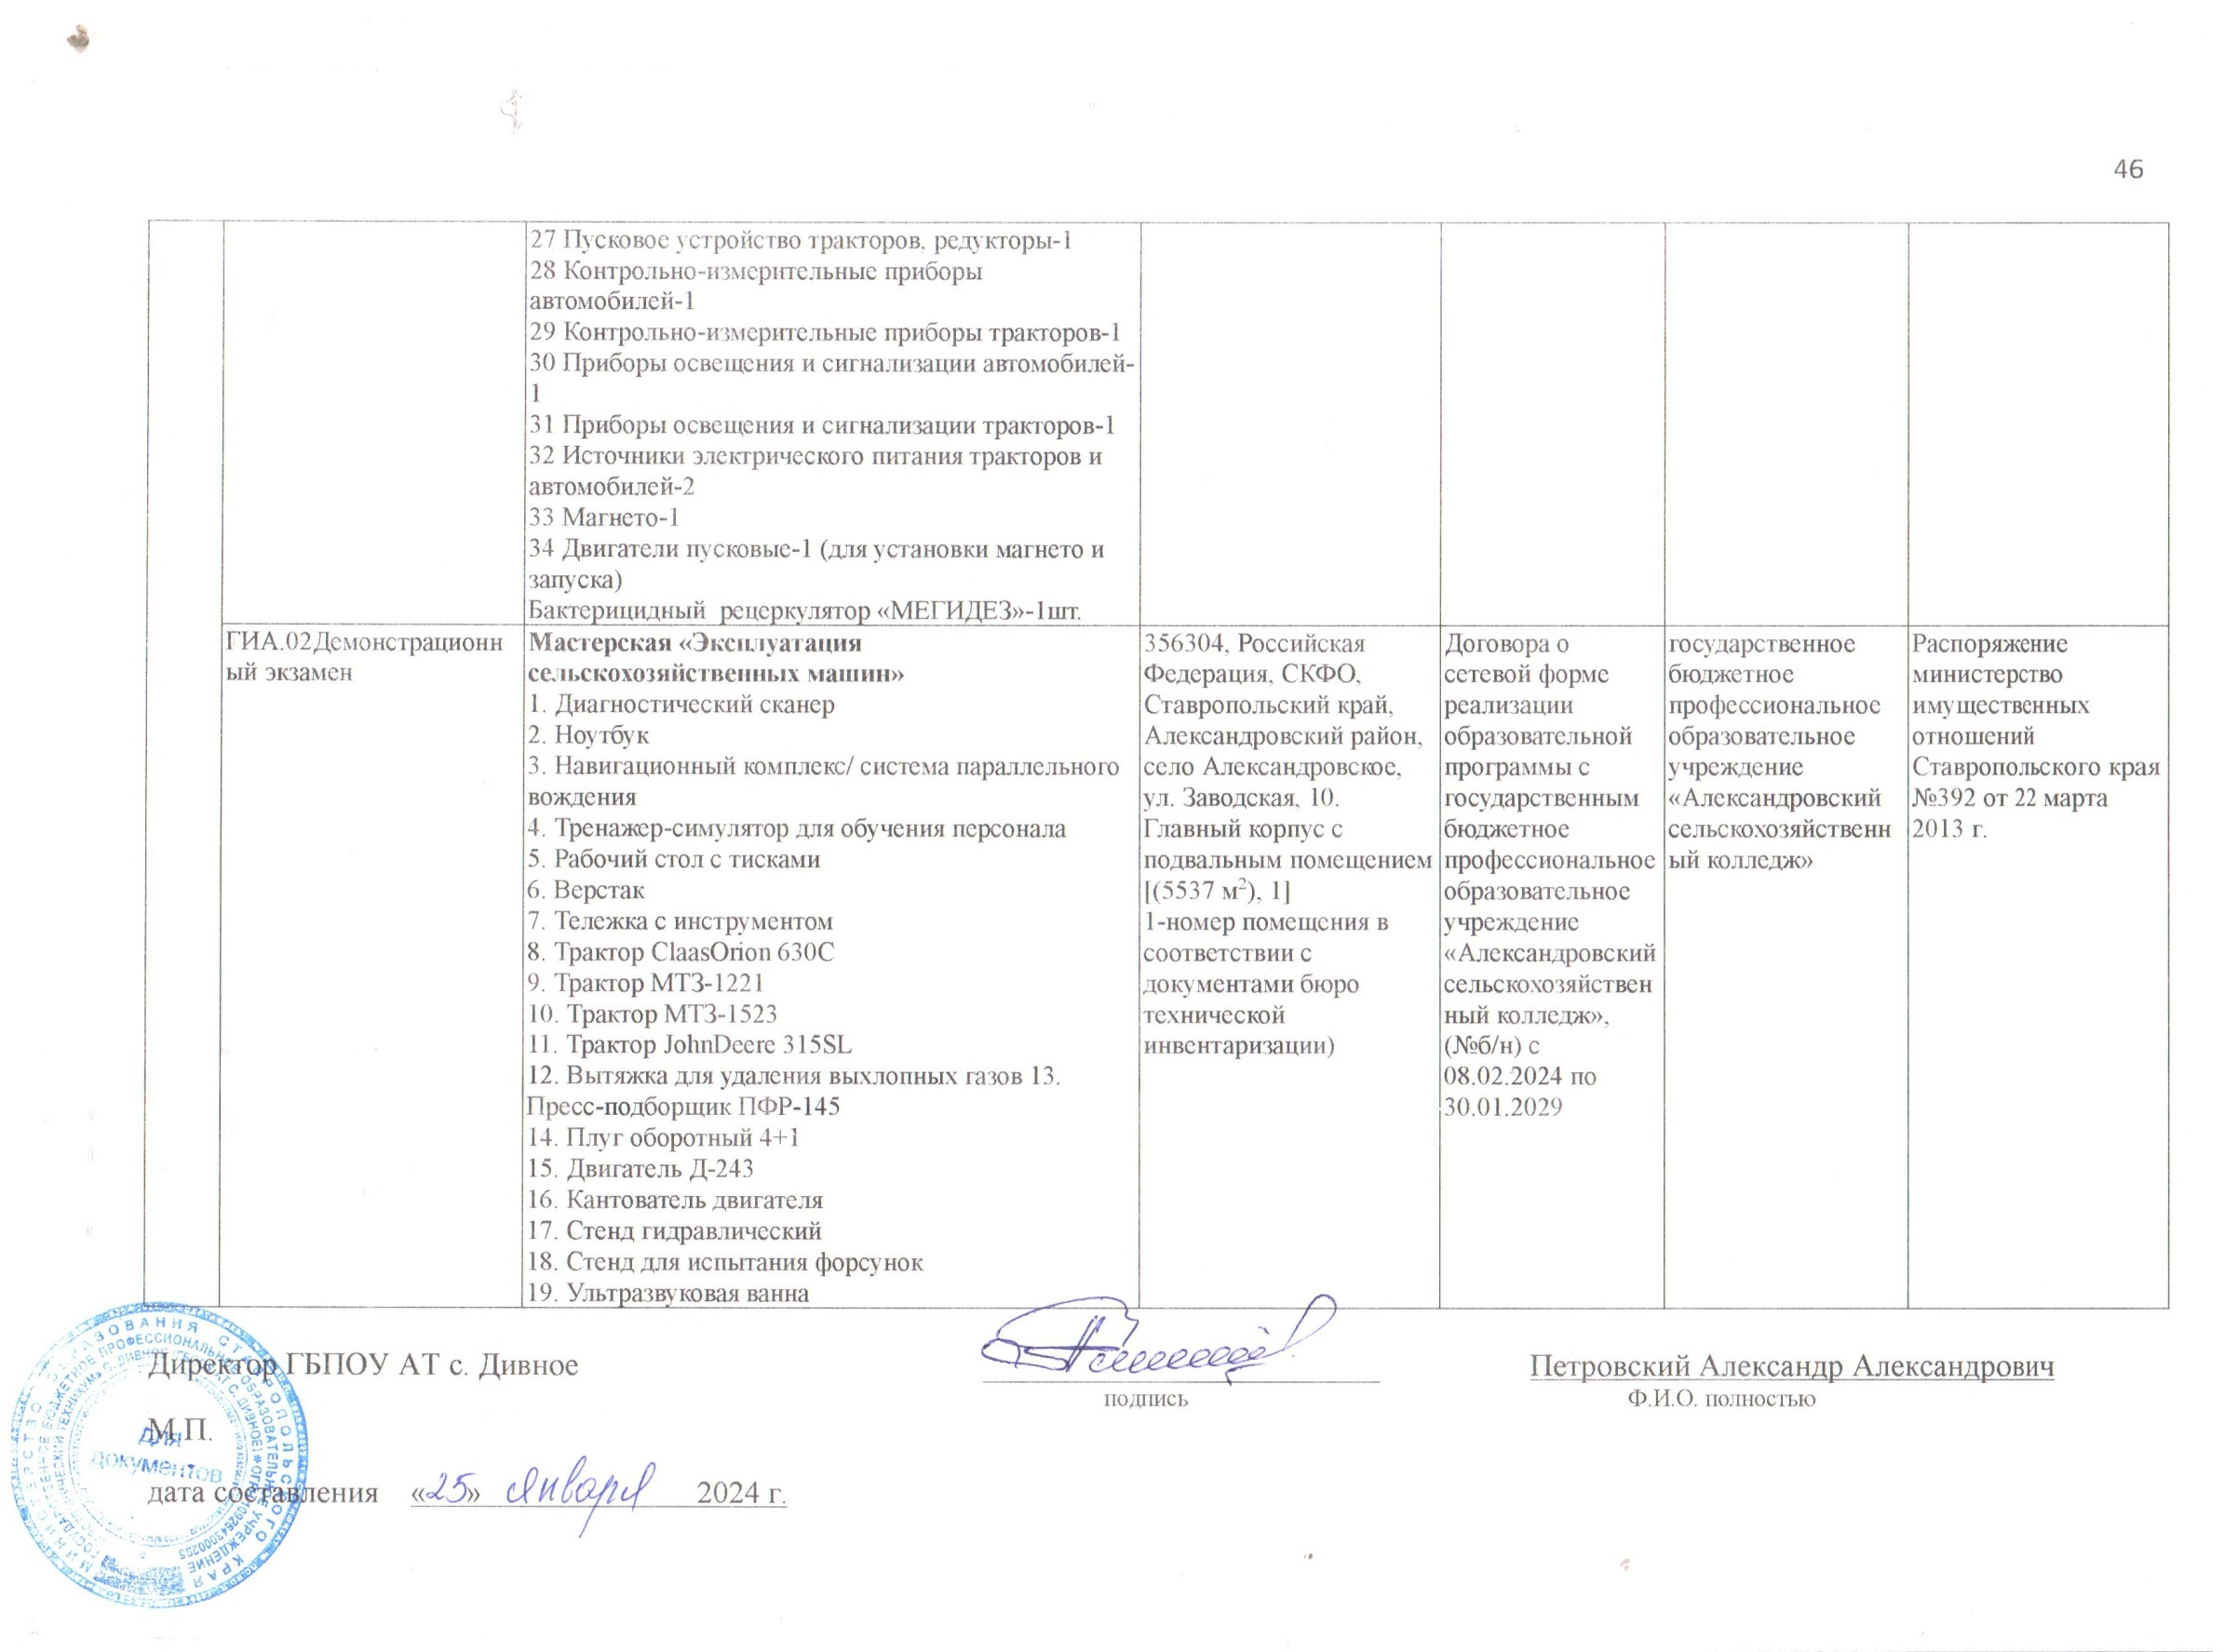 46
27 Пусковое устройство тракторов, редукторы-1
28 Контрольно-измерительные приборы
автомобилей-1
29 Контрольно-измерительные приборы тракторов-1
30 Приборы освещения и сигнализации автомобилей-
1
31 Приборы освещения и сигнализации тракторов-1
32 Источники электрического питания тракторов и
автомобилей-2
33 Магнето-1
34 Двигатели пусковые-1 (для установки магнето и
запуска)
Бактерицидный рецеркулятор «МЕГИДЕЗ»-1шт.
ГИА.02Демонстрационн
ый экзамен
Мастерская «Эксплуатация
сельскохозяйственных машин»
1. Диагностический сканер
2. Ноутбук
3. Навигационный комплекс/ система параллельного
вождения
4. Тренажер-симулятор для обучения персонала
5. Рабочий стол с тисками
6. Верстак
7. Тележка с инструментом
8. Трактор ClaasOrion 630C
9. Трактор МТЗ-1221
10. Трактор МТЗ-1523
11. Трактор JohnDeere 315SL
12. Вытяжка для удаления выхлопных газов 13.
Пресс-подборщик ПФР-145
14. Плуг оборотный 4+1
15. Двигатель Д-243
16. Кантователь двигателя
17. Стенд гидравлический
18. Стенд для испытания форсунок
19. Ультразвуковая ванна
356304, Российская
Федерация, СКФО,
Ставропольский край,
Александровский район,
село Александровское,
ул. Заводская, 10.
Главный корпус с
подвальным помещением
[(5537 м²), 1]
1-номер помещения в
соответствии с
документами бюро
технической
инвентаризации)
Договора о
сетевой форме
реализации
образовательной
программы с
государственным
бюджетное
профессиональное
образовательное
учреждение
«Александровский
сельскохозяйствен
ный колледж»,
(№б/н) с
08.02.2024 по
30.01.2029
государственное
бюджетное
профессиональное
образовательное
учреждение
«Александровский
сельскохозяйственн
ый колледж»
Распоряжение
министерство
имущественных
отношений
Ставропольского края
№392 от 22 марта
2013 г.
Директор ГБПОУ АТ с. Дивное
подпись
Петровский Александр Александрович
Ф.И.О. полностью
М.П.
для
документов
дата составления «25» января 2024 г.